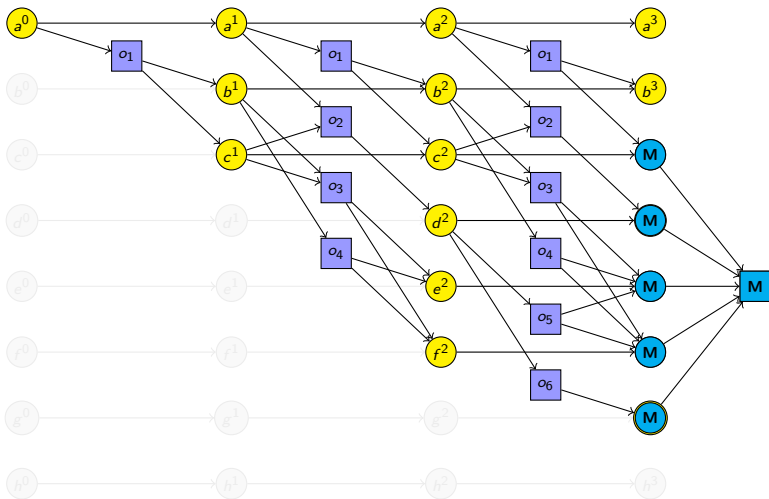 a⁰ a¹ a² a³
o₁ o₁ o₁
b⁰ b¹ b² b³
o₂ o₂
c⁰ c¹ c² M
o₃ o₃
d⁰ d¹ d² M
o₄ o₄
e⁰ e¹ e² M M
o₅
f⁰ f¹ f² M
o₆
g⁰ g¹ g² M
h⁰ h¹ h² h³